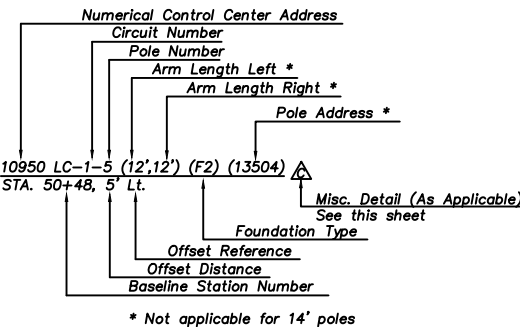 Numerical Control Center Address
Circuit Number
Pole Number
Arm Length Left *
Arm Length Right *
Pole Address *
10950 LC-1-5 (12',12') (F2) (13504) C
STA. 50+48, 5' Lt.
Misc. Detail (As Applicable)
See this sheet
Foundation Type
Offset Reference
Offset Distance
Baseline Station Number
* Not applicable for 14' poles